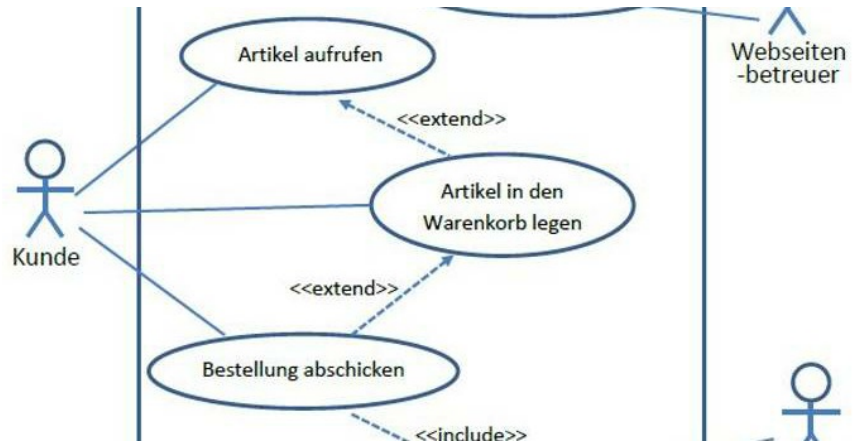 Artikel aufrufen
Webseiten
-betreuer
<<extend>>
Artikel in den
Warenkorb legen
Kunde
<<extend>>
Bestellung abschicken
<<include>>